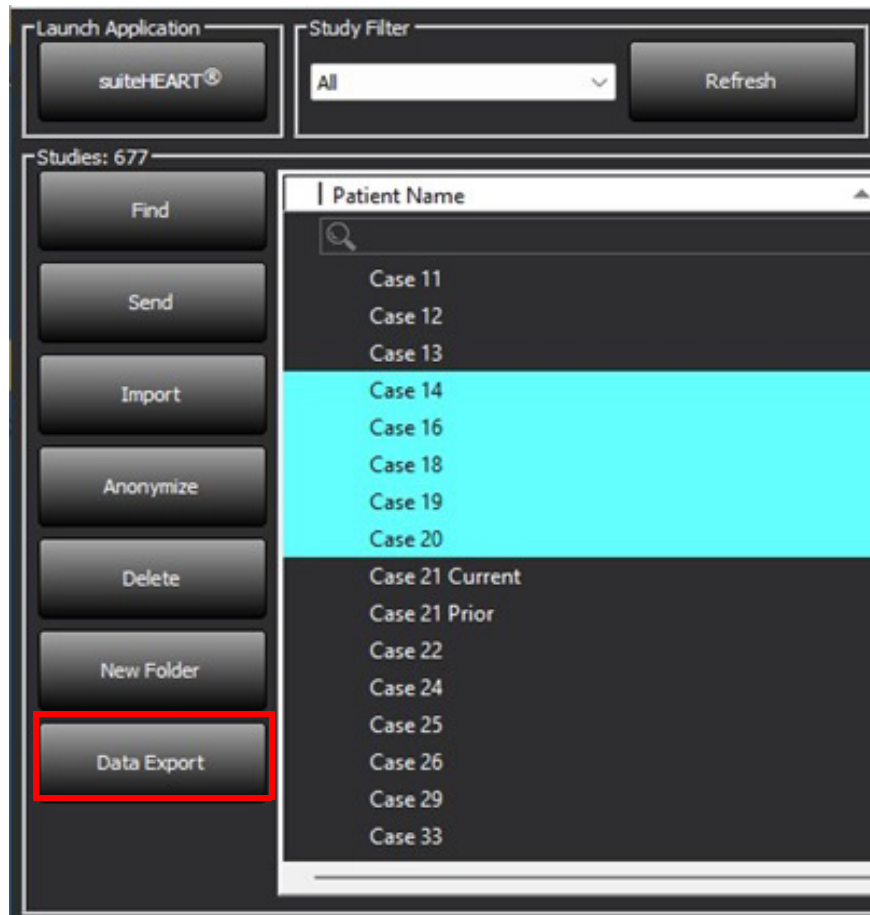 Launch Application
suiteHEART®
Study Filter
All
Refresh
Studies: 677
Find
Send
Import
Anonymize
Delete
New Folder
Data Export
Patient Name
Case 11
Case 12
Case 13
Case 14
Case 16
Case 18
Case 19
Case 20
Case 21 Current
Case 21 Prior
Case 22
Case 24
Case 25
Case 26
Case 29
Case 33